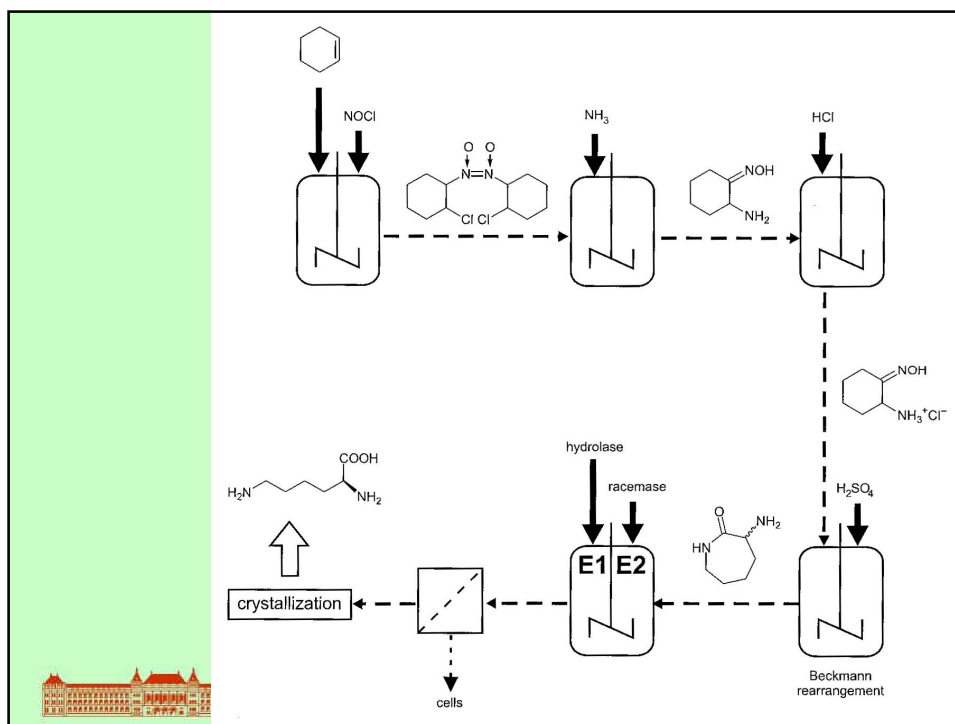 NOCl
NH₃
HCl
O O
N=N
Cl Cl
NOH
NH₂
NOH
NH₃⁺Cl⁻
hydrolase
racemase
H₂SO₄
COOH
H₂N
NH₂
O
NH₂
HN
E1 E2
crystallization
Beckmann
rearrangement
cells